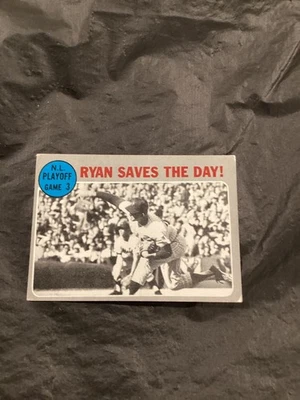 N.L.
PLAYOFF
GAME 3
RYAN SAVES THE DAY!